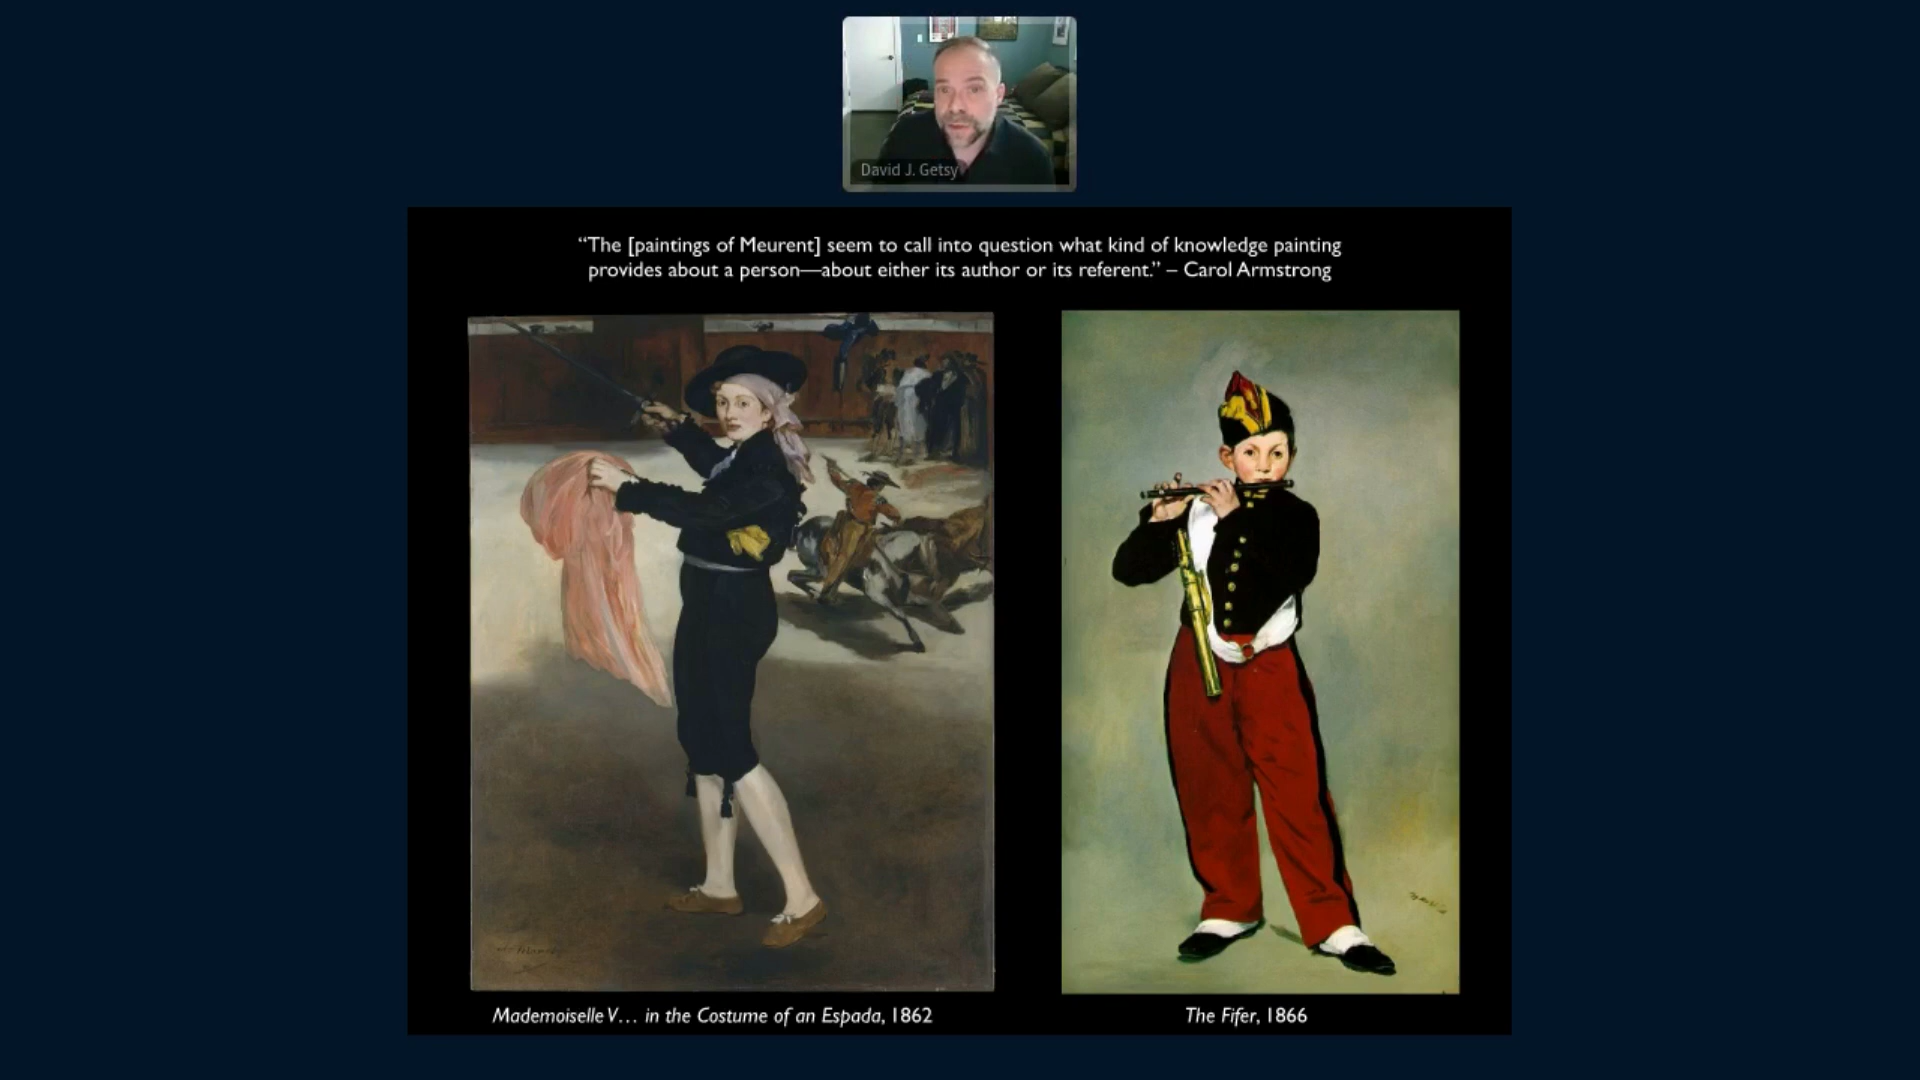 David J. Getsy
“The [paintings of Meurent] seem to call into question what kind of knowledge painting
provides about a person—about either its author or its referent.” – Carol Armstrong
Mademoiselle V… in the Costume of an Espada, 1862
The Fifer, 1866